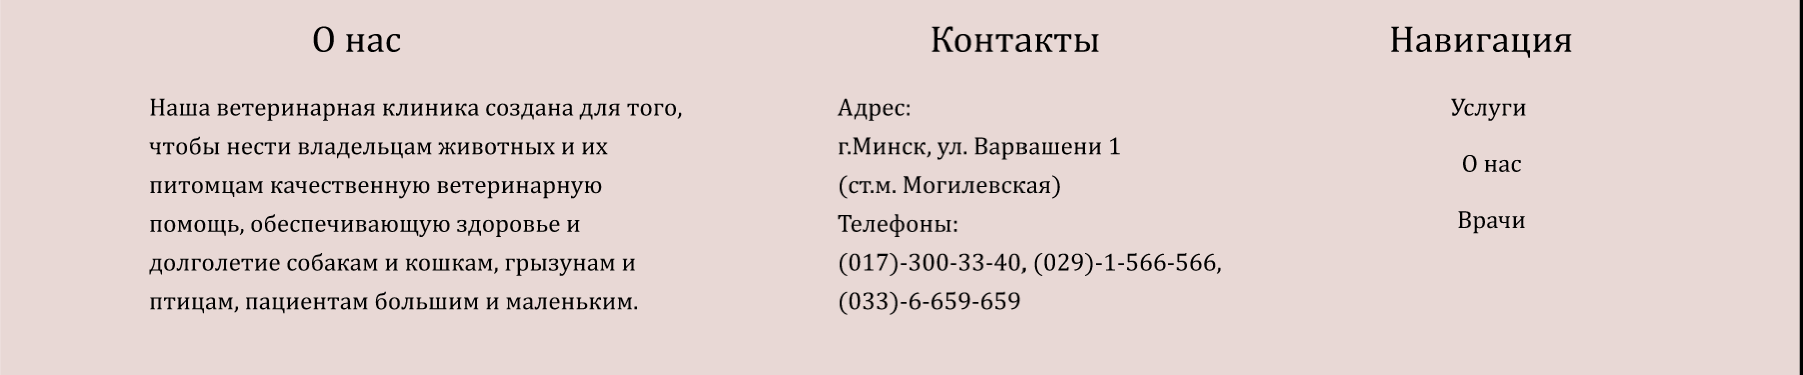 О нас
Наша ветеринарная клиника создана для того,
чтобы нести владельцам животных и их
питомцам качественную ветеринарную
помощь, обеспечивающую здоровье и
долголетие собакам и кошкам, грызунам и
птицам, пациентам большим и маленьким.
Контакты
Адрес:
г.Минск, ул. Варвашени 1
(ст.м. Могилевская)
Телефоны:
(017)-300-33-40, (029)-1-566-566,
(033)-6-659-659
Навигация
Услуги
О нас
Врачи